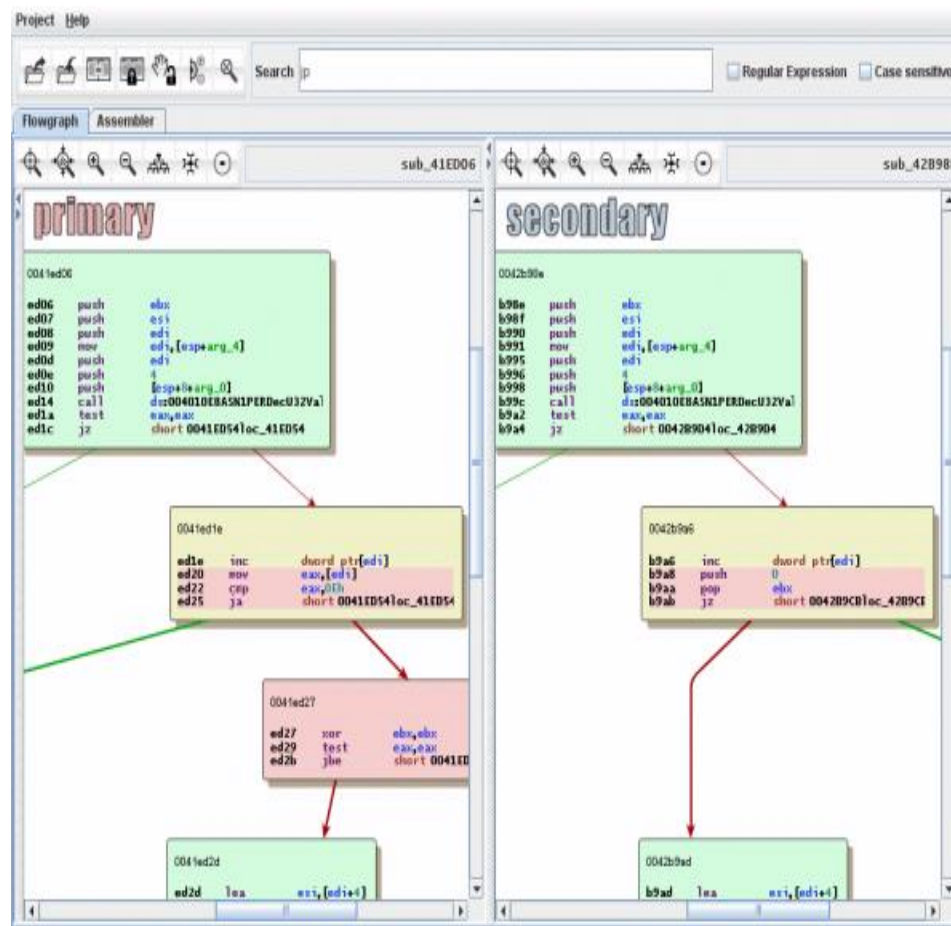 Project Help
Search p Regular Expression Case sensitive
Flowgraph Assembler
sub_41ED06
primary
0041ed06
ed06 push ebx
ed07 push esi
ed08 push edi
ed09 mov edi,[esp+arg_4]
ed0d push edi
ed0e push 4
ed10 push [esp+8+arg_0]
ed14 call ds:004010E8ASN1PERDecU32Val
ed1a test eax,eax
ed1c jz short 0041ED54loc_41ED54
0041ed1e
ed1e inc dword ptr[edi]
ed20 mov eax,[edi]
ed22 cmp eax,0Eh
ed25 ja short 0041ED54loc_41ED54
0041ed27
ed27 xor ebx,ebx
ed29 test eax,eax
ed2b jbe short 0041ED
0041ed2d
ed2d lea esi,[edi+4]
sub_42B98
secondary
0042b98e
b98e push ebx
b98f push esi
b990 push edi
b991 mov edi,[esp+arg_4]
b995 push edi
b996 push 4
b998 push [esp+8+arg_0]
b99c call ds:004010E8ASN1PERDecU32Val
b9a2 test eax,eax
b9a4 jz short 0042B9D4loc_42B9D4
0042b9a6
b9a6 inc dword ptr[edi]
b9a8 push 0
b9aa pop ebx
b9ab jz short 0042B9CBloc_42B9CB
0042b9ad
b9ad lea esi,[edi+4]